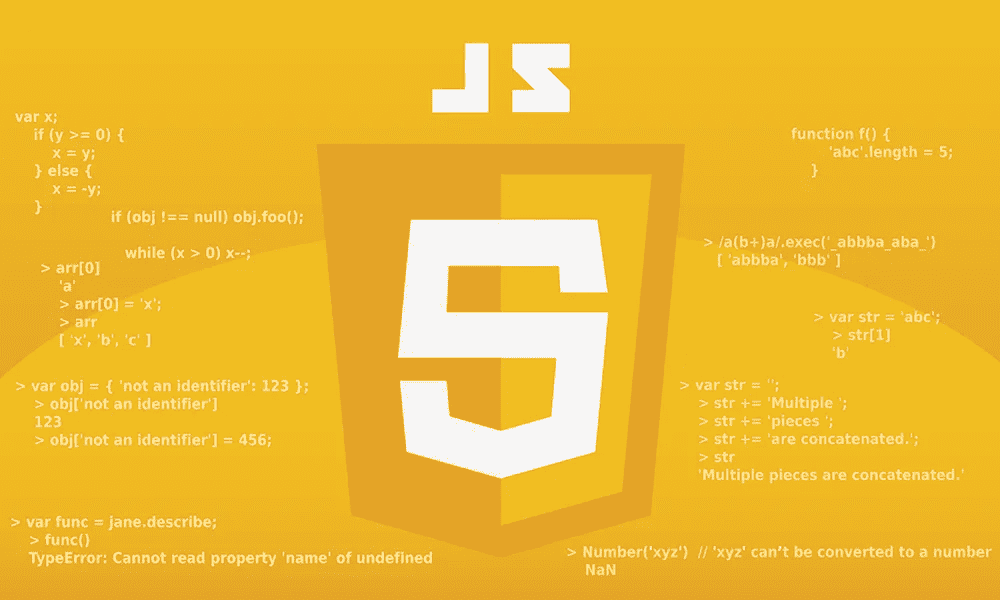 JS
var x;
if (y >= 0) {
x = y;
} else {
x = -y;
}
if (obj !== null) obj.foo();
while (x > 0) x--;
> arr[0]
'a'
> arr[0] = 'x';
> arr
[ 'x', 'b', 'c' ]
> var obj = { 'not an identifier': 123 };
> obj['not an identifier']
123
> obj['not an identifier'] = 456;
> var func = jane.describe;
> func()
TypeError: Cannot read property 'name' of undefined
5
function f() {
'abc'.length = 5;
}
> /a(b+)a/.exec('_abbba_aba_')
[ 'abbba', 'bbb' ]
> var str = 'abc';
> str[1]
'b'
> var str = '';
> str += 'Multiple ';
> str += 'pieces ';
> str += 'are concatenated.';
> str
'Multiple pieces are concatenated.'
> Number('xyz')  // 'xyz' can’t be converted to a number
NaN